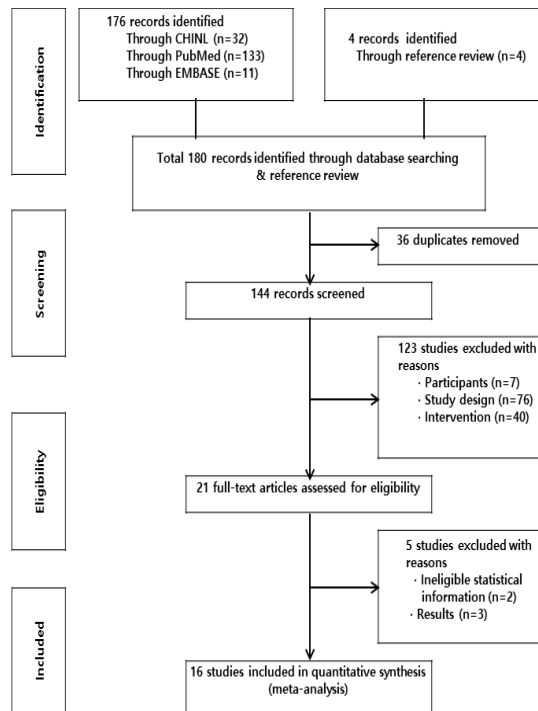 Identification
176 records identified
Through CHINL (n=32)
Through PubMed (n=133)
Through EMBASE (n=11)
4 records identified
Through reference review (n=4)
Total 180 records identified through database searching
& reference review
Screening
36 duplicates removed
144 records screened
123 studies excluded with
reasons
· Participants (n=7)
· Study design (n=76)
· Intervention (n=40)
Eligibility
21 full-text articles assessed for eligibility
5 studies excluded with
reasons
· Ineligible statistical
information (n=2)
· Results (n=3)
Included
16 studies included in quantitative synthesis
(meta-analysis)